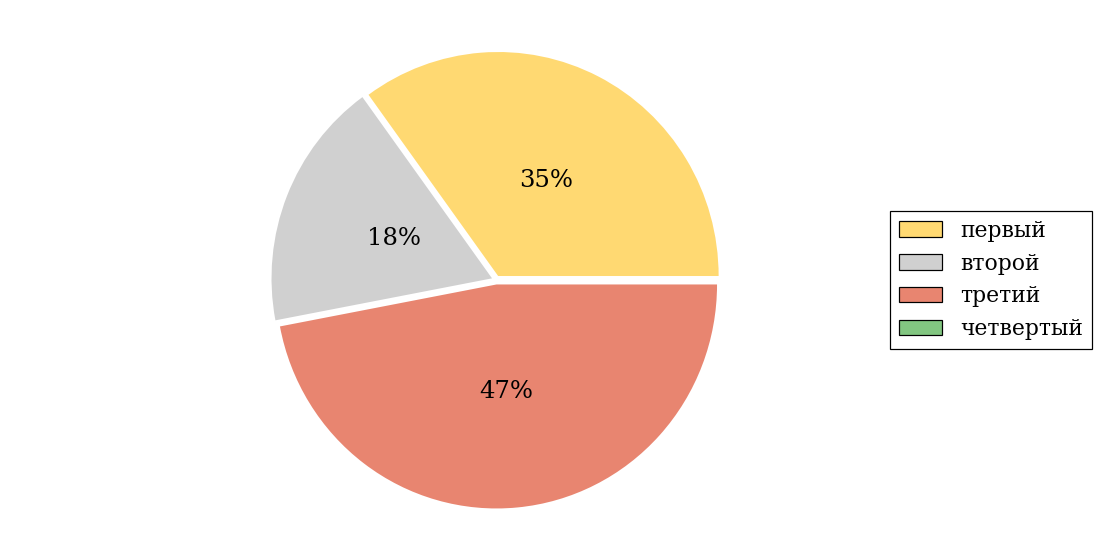 35%
18%
47%
первый
второй
третий
четвертый